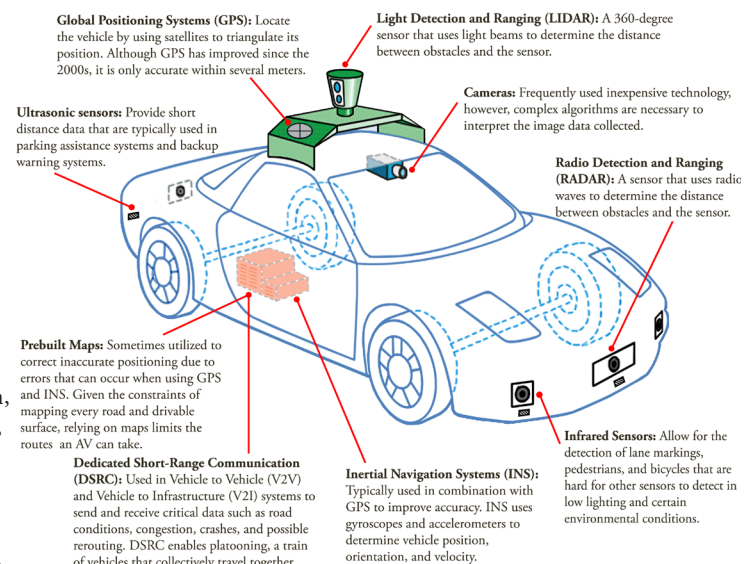 Global Positioning Systems (GPS): Locate
the vehicle by using satellites to triangulate its
position. Although GPS has improved since the
2000s, it is only accurate within several meters.
Light Detection and Ranging (LIDAR): A 360-degree
sensor that uses light beams to determine the distance
between obstacles and the sensor.
Cameras: Frequently used inexpensive technology,
however, complex algorithms are necessary to
interpret the image data collected.
Ultrasonic sensors: Provide short
distance data that are typically used in
parking assistance systems and backup
warning systems.
Radio Detection and Ranging
(RADAR): A sensor that uses radio
waves to determine the distance
between obstacles and the sensor.
Prebuilt Maps: Sometimes utilized to
correct inaccurate positioning due to
errors that can occur when using GPS
and INS. Given the constraints of
mapping every road and drivable
surface, relying on maps limits the
routes an AV can take.
Dedicated Short-Range Communication
(DSRC): Used in Vehicle to Vehicle (V2V)
and Vehicle to Infrastructure (V2I) systems to
send and receive critical data such as road
conditions, congestion, crashes, and possible
rerouting. DSRC enables platooning, a train
of vehicles that collectively travel together
Inertial Navigation Systems (INS):
Typically used in combination with
GPS to improve accuracy. INS uses
gyroscopes and accelerometers to
determine vehicle position,
orientation, and velocity.
Infrared Sensors: Allow for the
detection of lane markings,
pedestrians, and bicycles that are
hard for other sensors to detect in
low lighting and certain
environmental conditions.